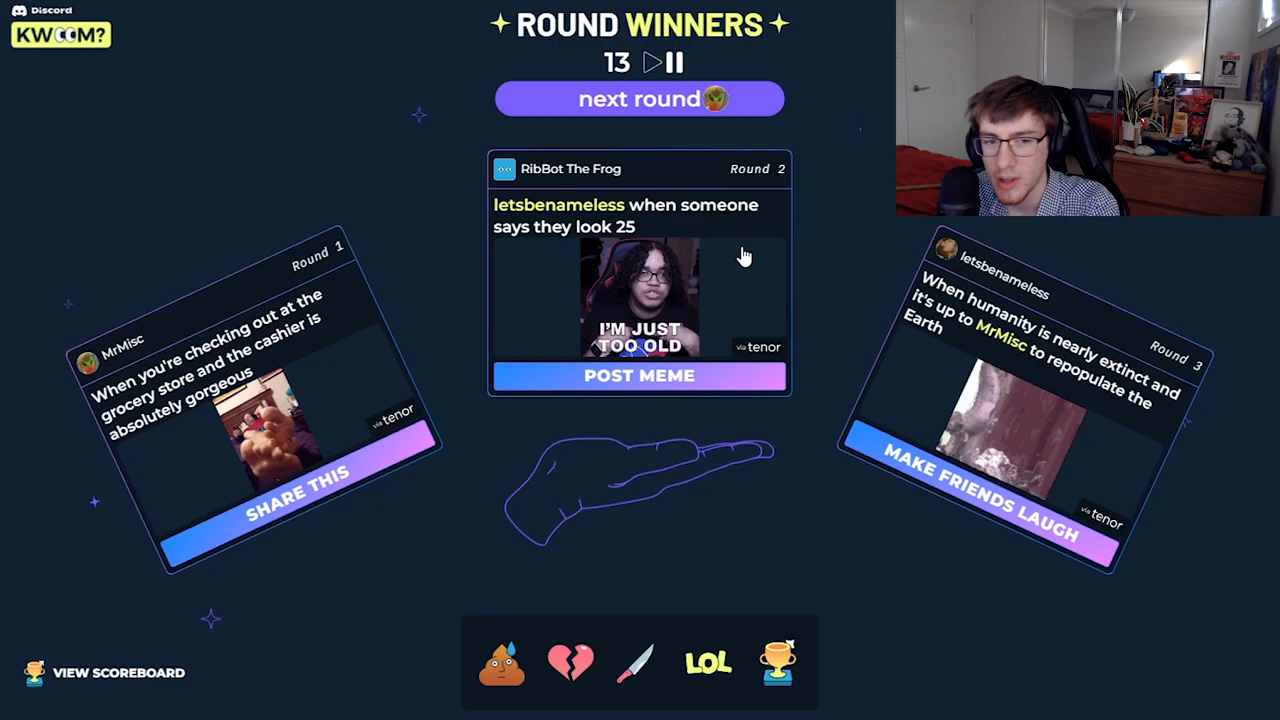 Discord
KWOOM?
ROUND WINNERS
13
next round
MISSING
MrMisc
Round 1
When you're checking out at the
grocery store and the cashier is
absolutely gorgeous
via tenor
SHARE THIS
RibBot The Frog
Round 2
letsbenameless when someone
says they look 25
I'M JUST
TOO OLD
via tenor
POST MEME
letsbenameless
Round 3
When humanity is nearly extinct and
it's up to MrMisc to repopulate the
Earth
via tenor
MAKE FRIENDS LAUGH
LOL
VIEW SCOREBOARD